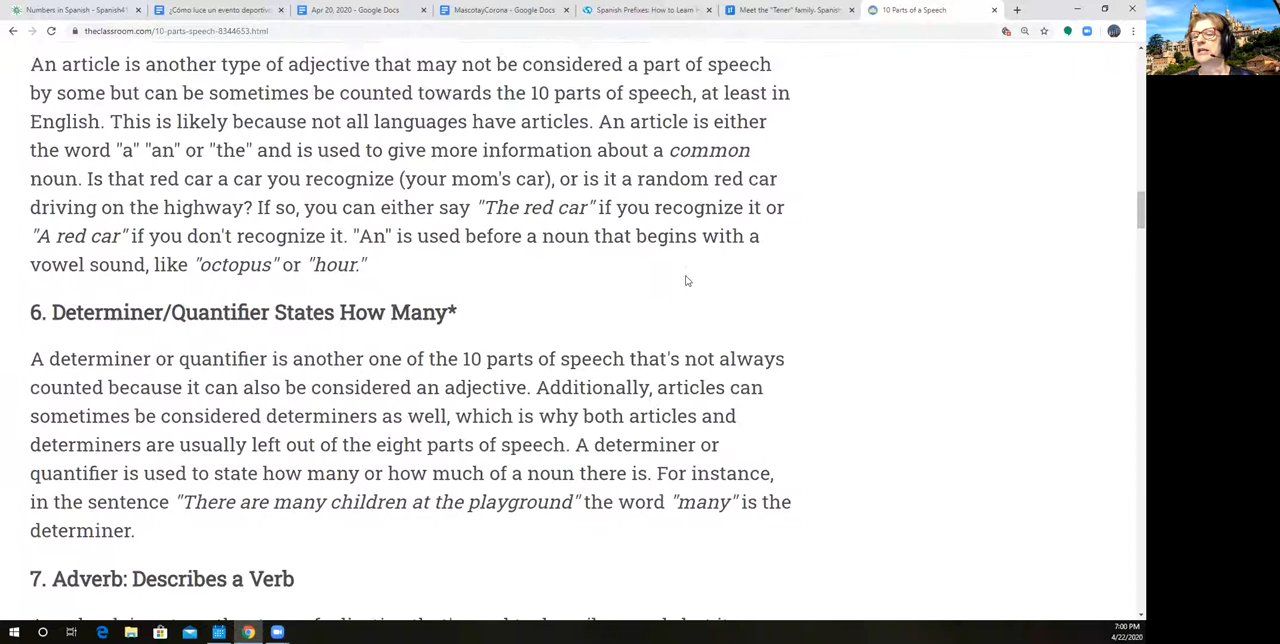 Numbers in Spanish - Spanish4
¿Cómo luce un evento deportiv
Apr 20, 2020 - Google Docs
MascotayCorona - Google Docs
Spanish Prefixes: How to Learn
Meet the "Tener" family. Spanish
10 Parts of a Speech
theclassroom.com/10-parts-speech-8344653.html
An article is another type of adjective that may not be considered a part of speech
by some but can be sometimes be counted towards the 10 parts of speech, at least in
English. This is likely because not all languages have articles. An article is either
the word "a" "an" or "the" and is used to give more information about a common
noun. Is that red car a car you recognize (your mom's car), or is it a random red car
driving on the highway? If so, you can either say "The red car" if you recognize it or
"A red car" if you don't recognize it. "An" is used before a noun that begins with a
vowel sound, like "octopus" or "hour."
6. Determiner/Quantifier States How Many*
A determiner or quantifier is another one of the 10 parts of speech that's not always
counted because it can also be considered an adjective. Additionally, articles can
sometimes be considered determiners as well, which is why both articles and
determiners are usually left out of the eight parts of speech. A determiner or
quantifier is used to state how many or how much of a noun there is. For instance,
in the sentence "There are many children at the playground" the word "many" is the
determiner.
7. Adverb: Describes a Verb
7:00 PM
4/22/2020